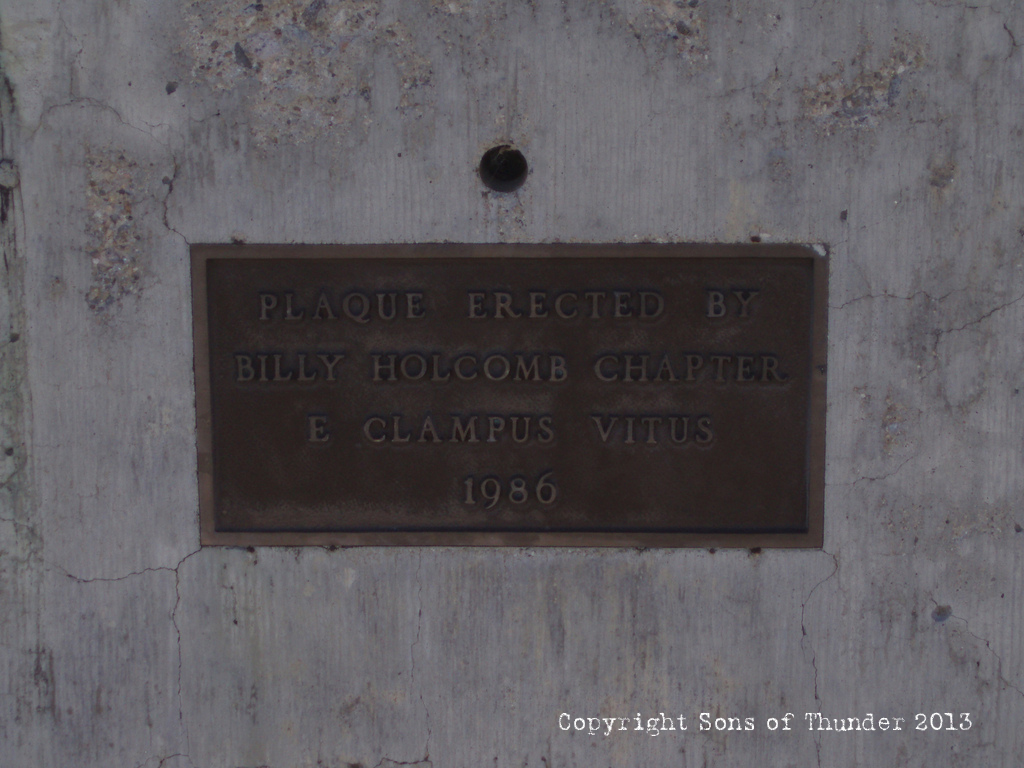 PLAQUE ERECTED BY
BILLY HOLCOMB CHAPTER
E CLAMPUS VITUS
1986
Copyright Sons of Thunder 2013